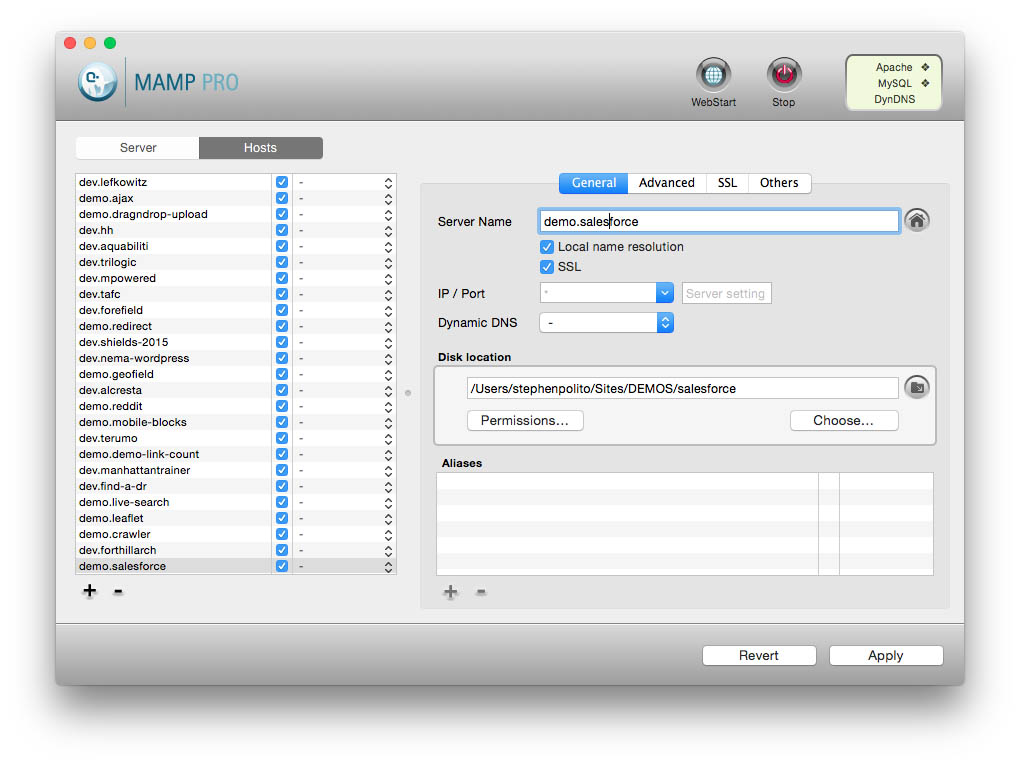 MAMP PRO
WebStart
Stop
Apache
MySQL
DynDNS
Server
Hosts
dev.lefkowitz -
demo.ajax -
demo.dragndrop-upload -
dev.hh -
dev.aquabiliti -
dev.trilogic -
dev.mpowered -
dev.tafc -
dev.forefield -
demo.redirect -
dev.shields-2015 -
dev.nema-wordpress -
demo.geofield -
dev.alcresta -
demo.reddit -
demo.mobile-blocks -
dev.terumo -
demo.demo-link-count -
dev.manhattantrainer -
dev.find-a-dr -
demo.live-search -
demo.leaflet -
demo.crawler -
dev.forthillarch -
demo.salesforce -
+ -
General
Advanced
SSL
Others
Server Name
demo.salesforce
Local name resolution
SSL
IP / Port
*
Server setting
Dynamic DNS
-
Disk location
/Users/stephenpolito/Sites/DEMOS/salesforce
Permissions...
Choose...
Aliases
+ -
Revert
Apply